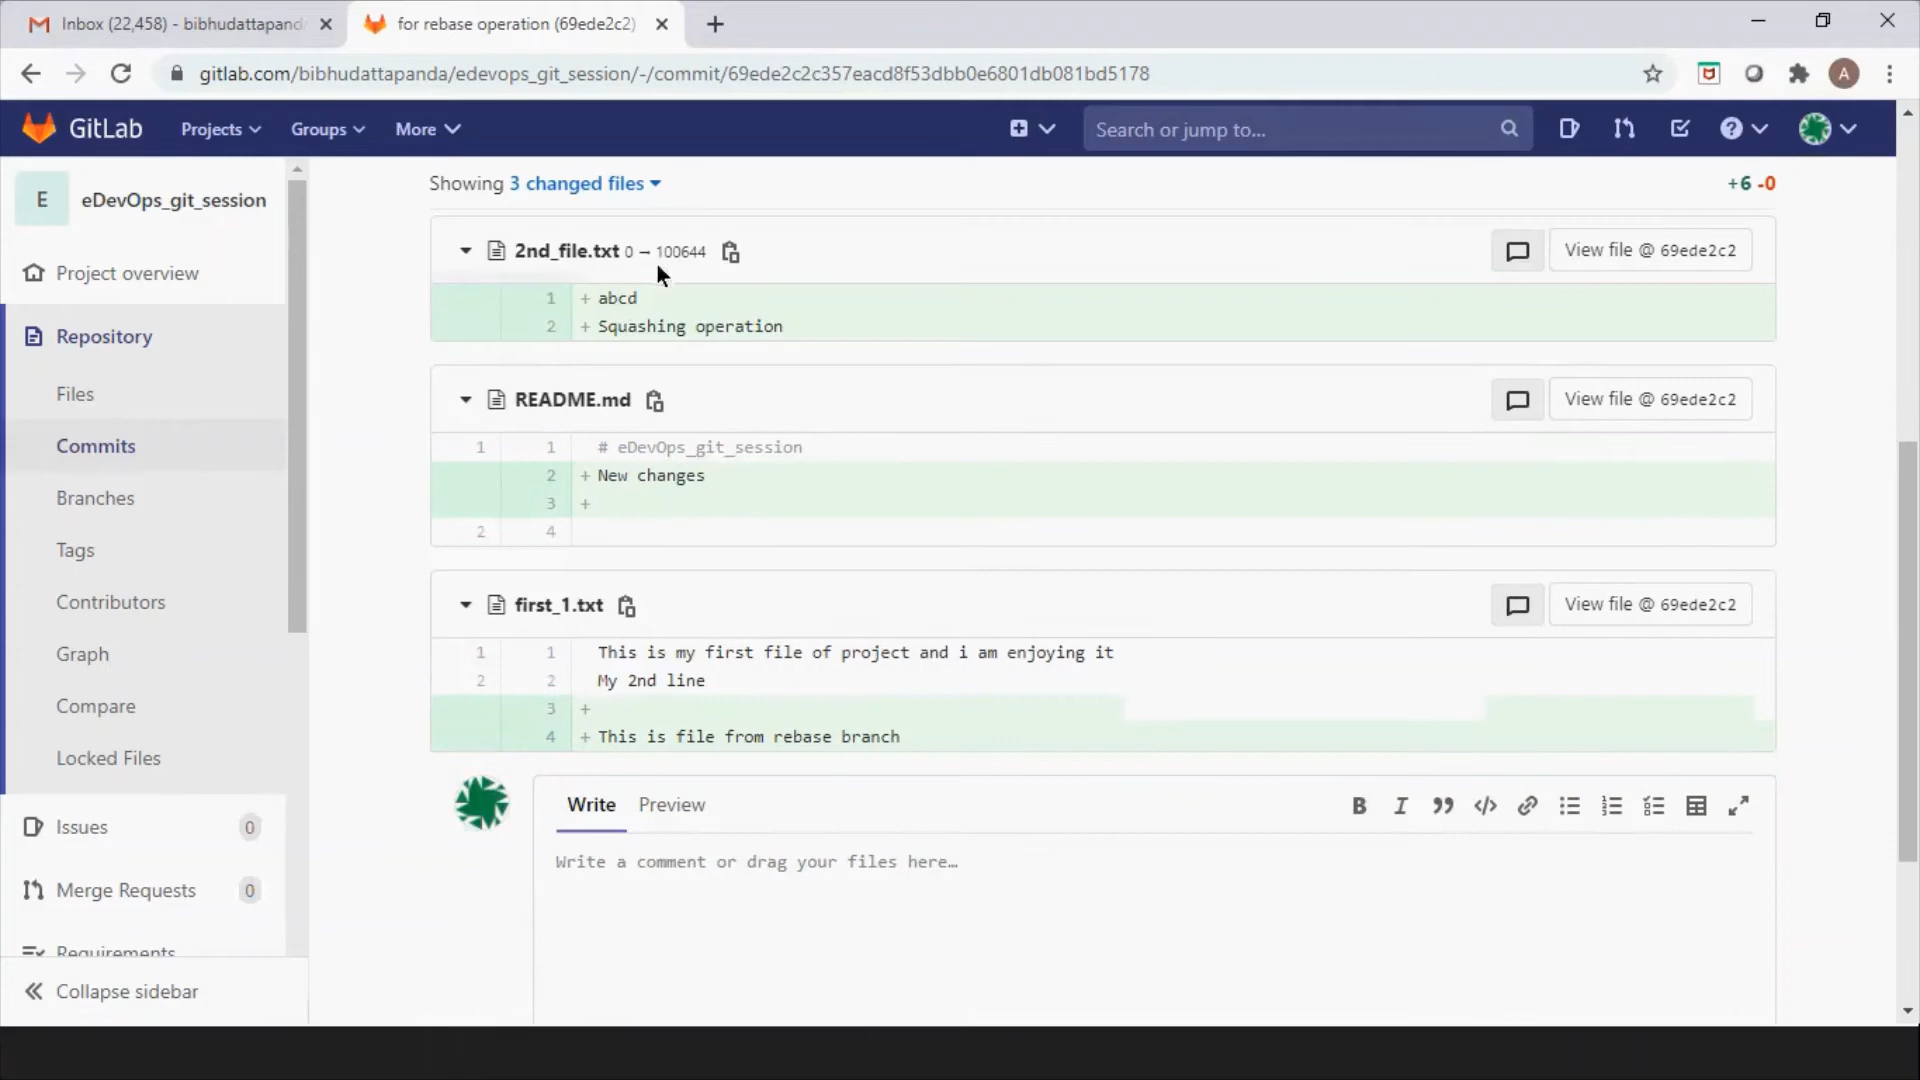 Inbox (22,458) - bibhudattapand
for rebase operation (69ede2c2)
gitlab.com/bibhudattapanda/edevops_git_session/-/commit/69ede2c2c357eacd8f53dbb0e6801db081bd5178
A
GitLab
Projects
Groups
More
Search or jump to...
E
eDevOps_git_session
Project overview
Repository
Files
Commits
Branches
Tags
Contributors
Graph
Compare
Locked Files
Issues 0
Merge Requests 0
Requirements
Collapse sidebar
Showing 3 changed files
+6 -0
2nd_file.txt 0 → 100644
View file @ 69ede2c2
1 + abcd
2 + Squashing operation
README.md
View file @ 69ede2c2
1 1 # eDevOps_git_session
2 + New changes
3 +
2 4
first_1.txt
View file @ 69ede2c2
1 1 This is my first file of project and i am enjoying it
2 2 My 2nd line
3 +
4 + This is file from rebase branch
Write Preview
Write a comment or drag your files here…